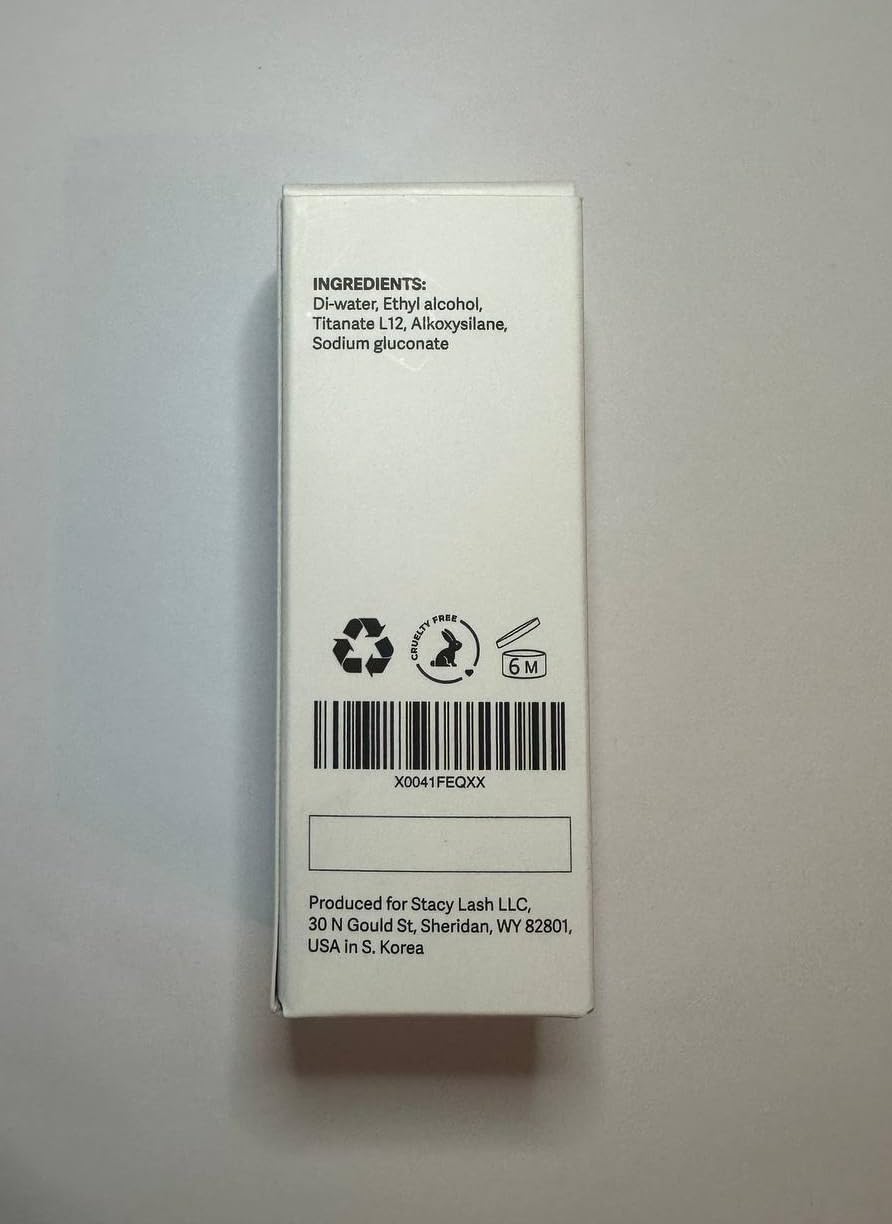 INGREDIENTS:
Di-water, Ethyl alcohol,
Titanate L12, Alkoxysilane,
Sodium gluconate
CRUELTY FREE
6 M
X0041FEQXX
Produced for Stacy Lash LLC,
30 N Gould St, Sheridan, WY 82801,
USA in S. Korea